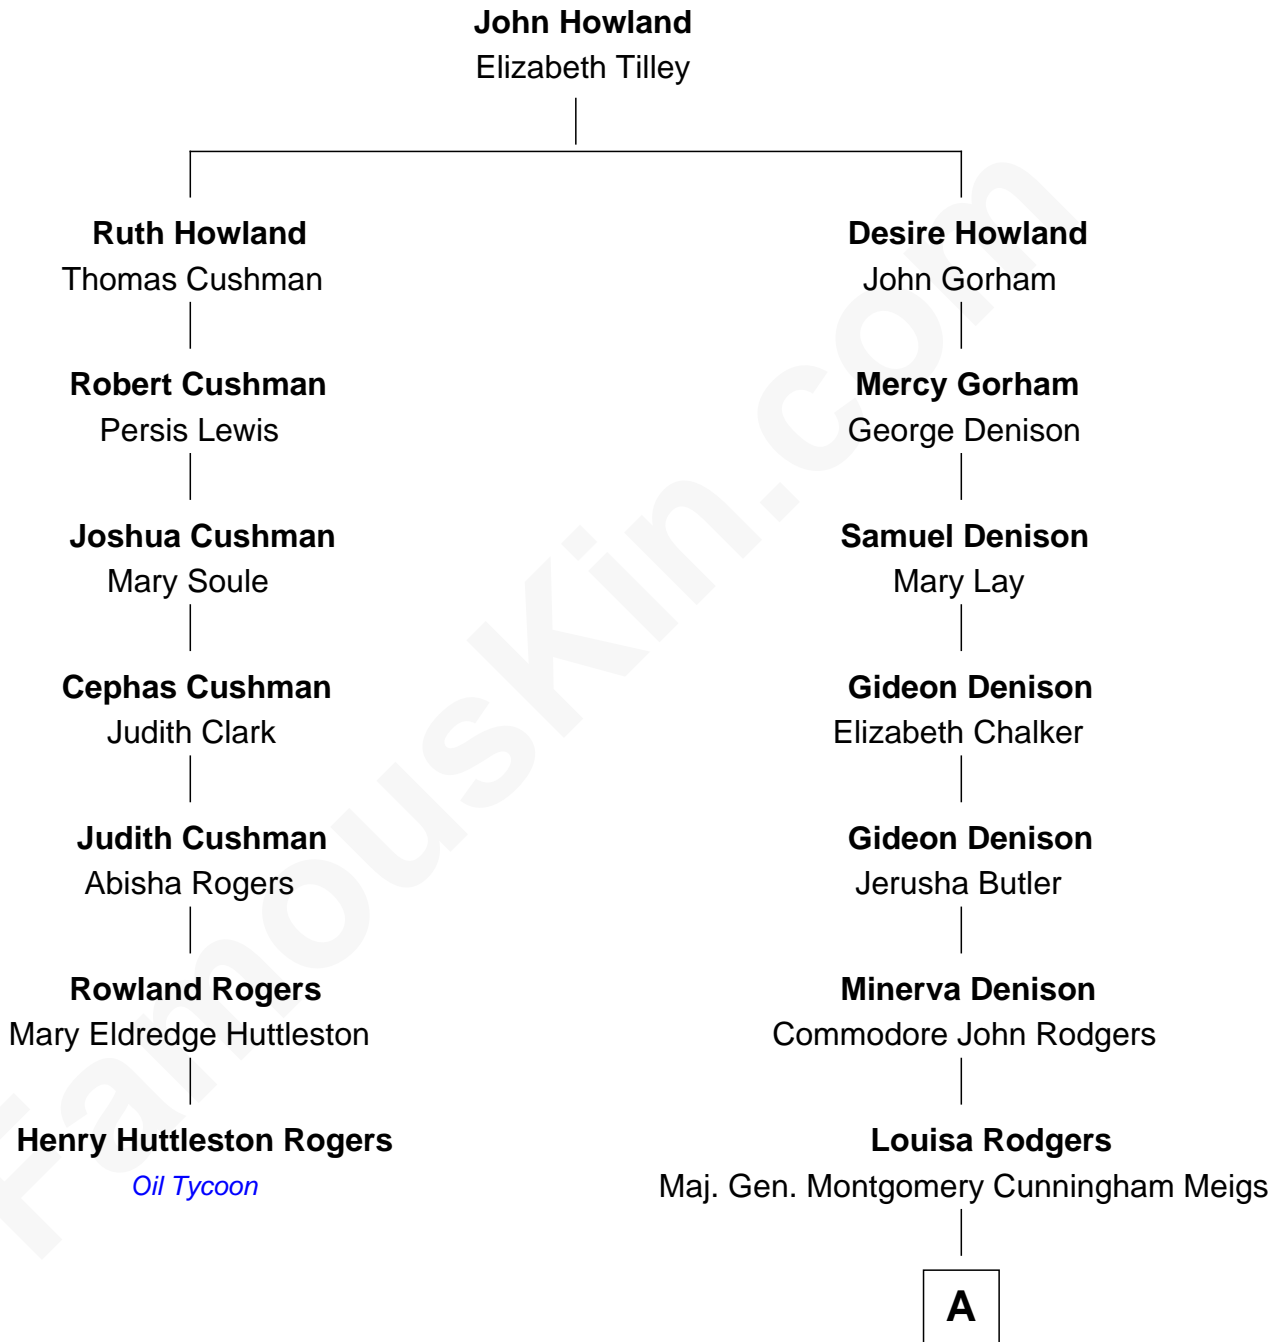 John Howland
Elizabeth Tilley
Ruth Howland
Thomas Cushman
Desire Howland
John Gorham
Robert Cushman
Persis Lewis
Mercy Gorham
George Denison
Joshua Cushman
Mary Soule
Samuel Denison
Mary Lay
Cephas Cushman
Judith Clark
Gideon Denison
Elizabeth Chalker
Judith Cushman
Abisha Rogers
Gideon Denison
Jerusha Butler
Rowland Rogers
Mary Eldredge Huttleston
Minerva Denison
Commodore John Rodgers
Henry Huttleston Rogers
Oil Tycoon
Louisa Rodgers
Maj. Gen. Montgomery Cunningham Meigs
A
FamousKin.com